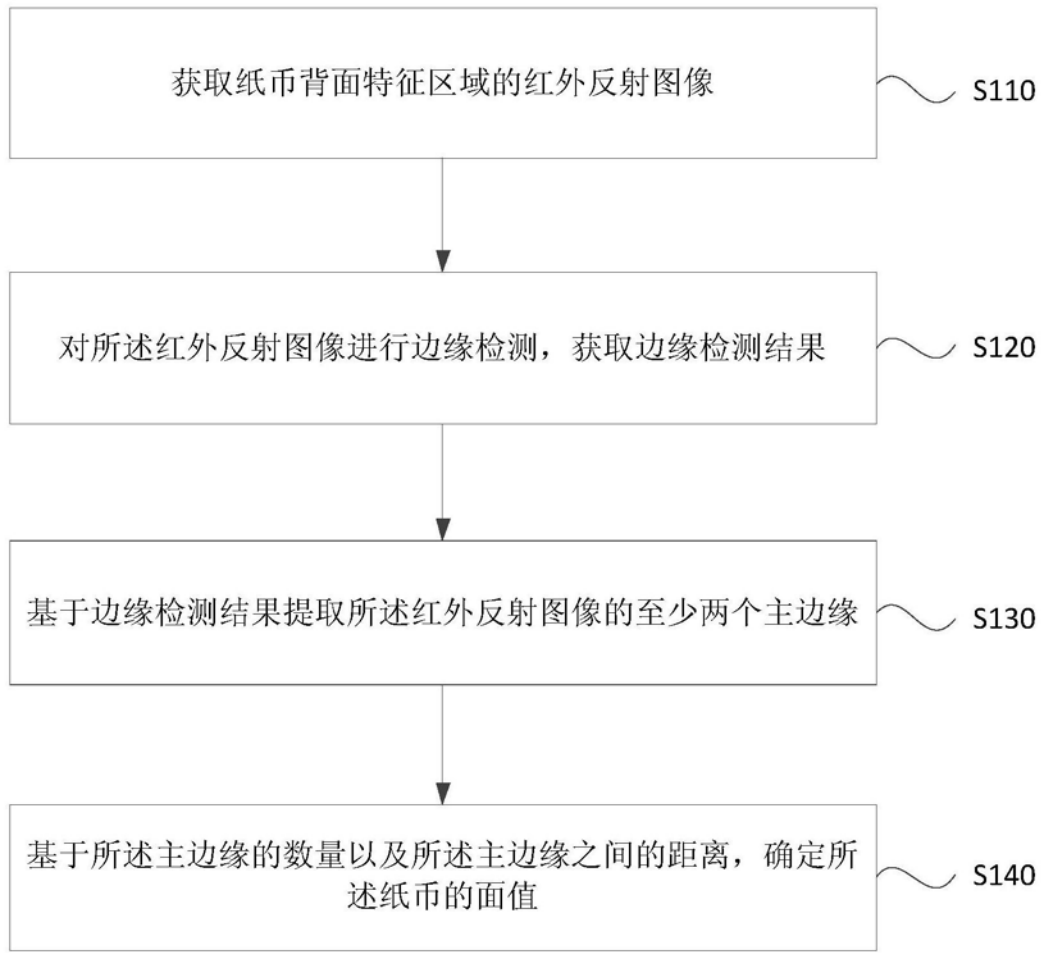 获取纸币背面特征区域的红外反射图像
S110
对所述红外反射图像进行边缘检测，获取边缘检测结果
S120
基于边缘检测结果提取所述红外反射图像的至少两个主边缘
S130
基于所述主边缘的数量以及所述主边缘之间的距离，确定所
述纸币的面值
S140